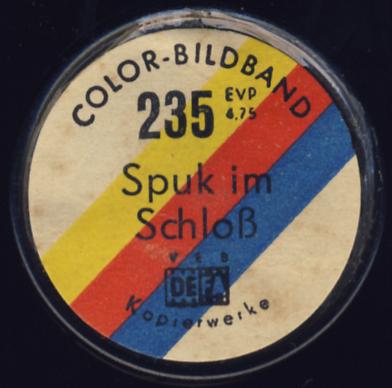 COLOR-BILDBAND
235 EVP
4.75
Spuk im
Schloß
VEB
DEFA
Kopierwerke